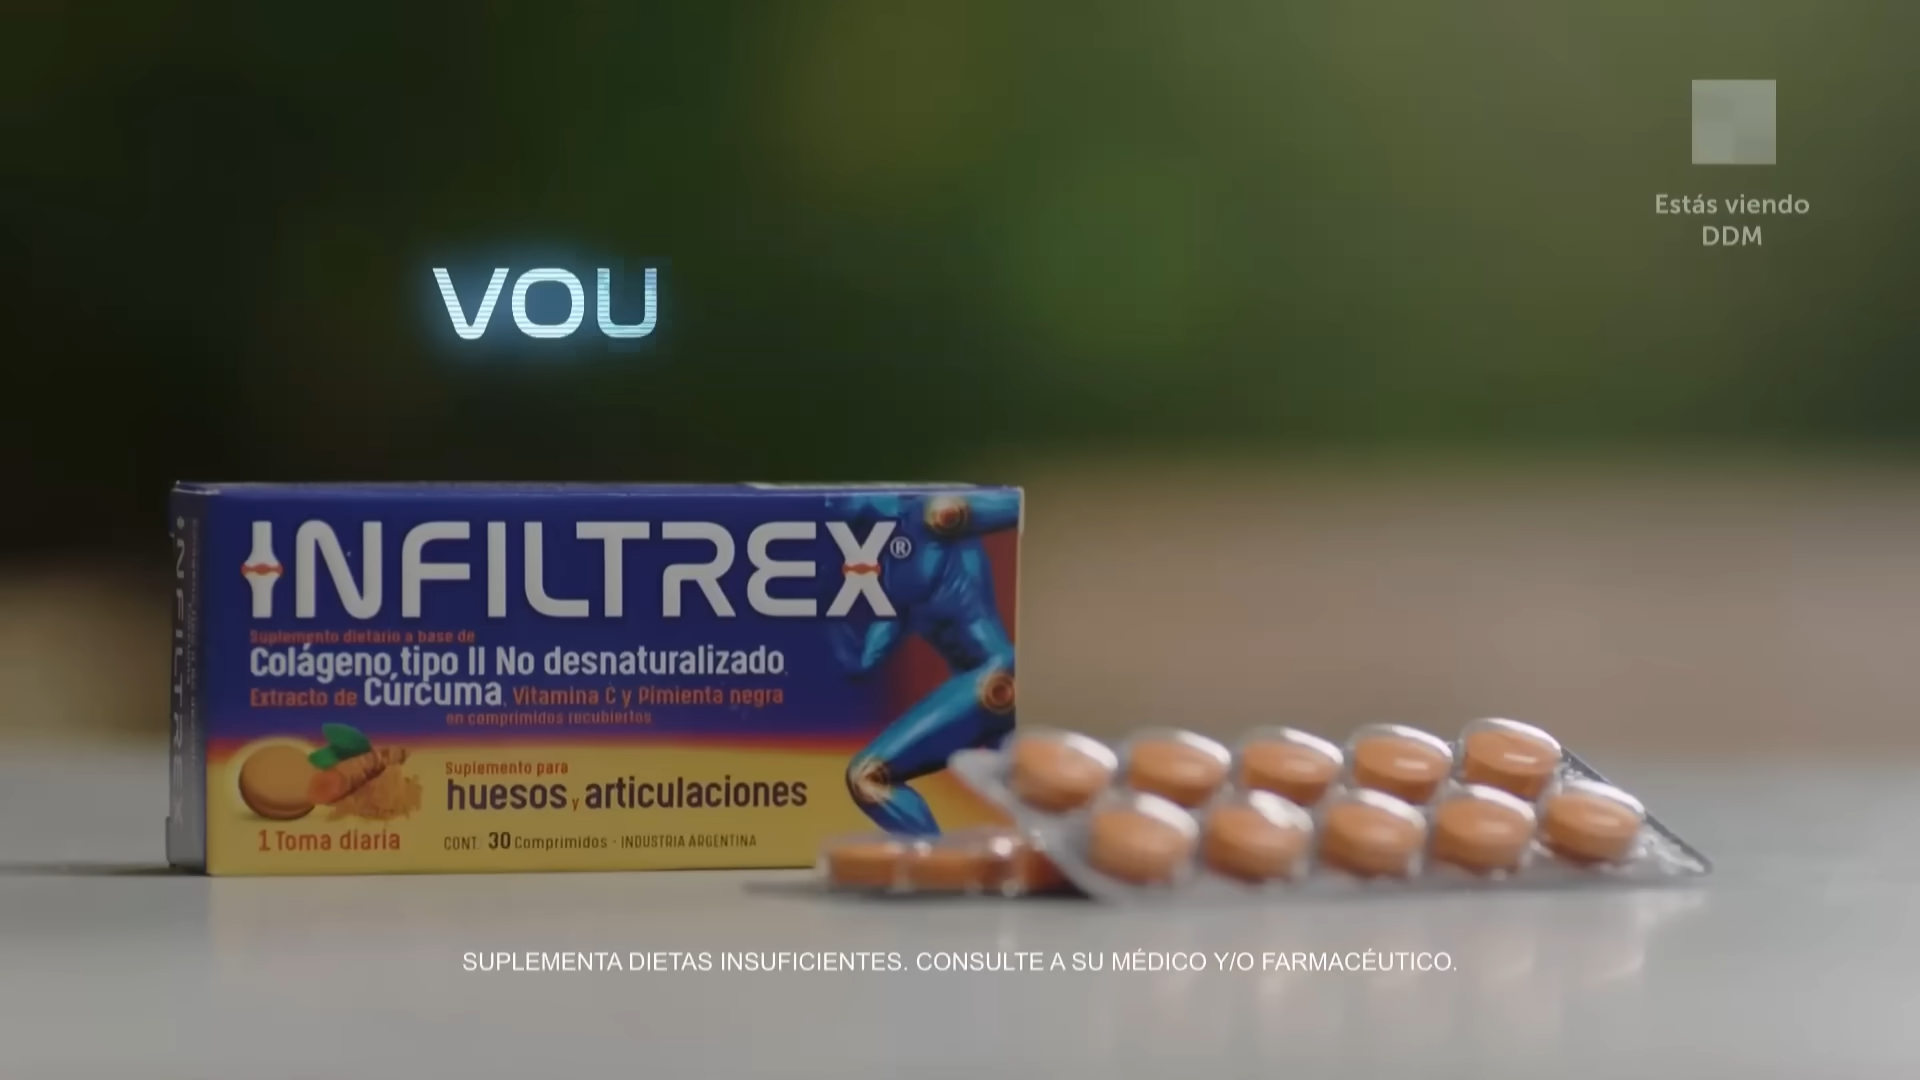 Estás viendo
DDM
VOU
INFILTREX®
Suplemento dietario a base de
Colágeno tipo II No desnaturalizado,
Extracto de Cúrcuma, Vitamina C y Pimienta negra
en comprimidos recubiertos
Suplemento para
huesos y articulaciones
1 Toma diaria
CONT. 30 Comprimidos - INDUSTRIA ARGENTINA
INFILTREX
SUPLEMENTA DIETAS INSUFICIENTES. CONSULTE A SU MÉDICO Y/O FARMACÉUTICO.